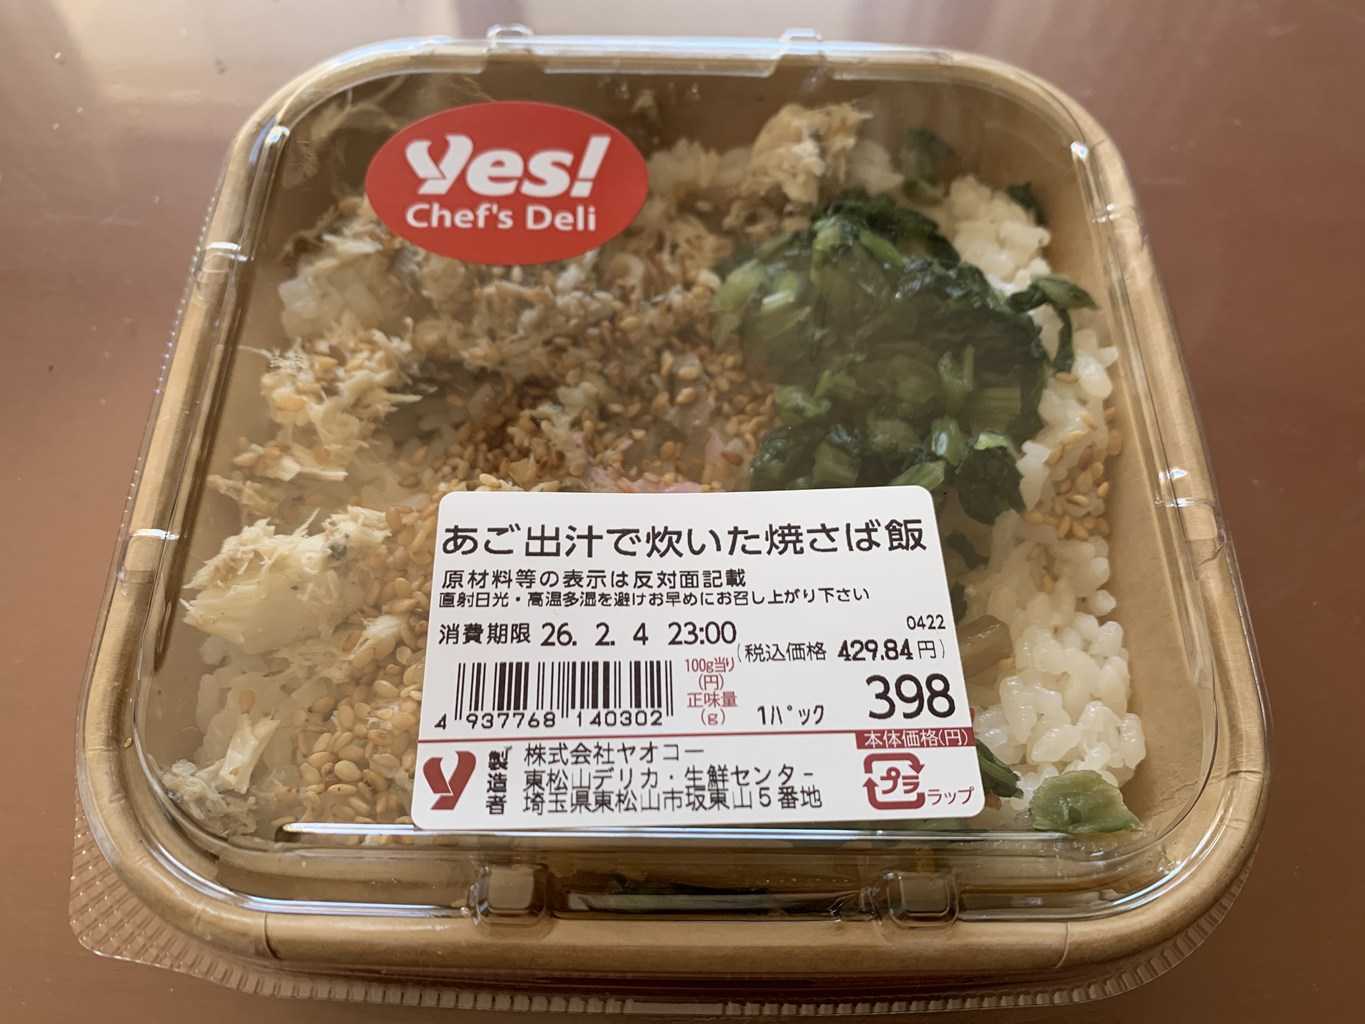 Yes!
Chef's Deli
あご出汁で炊いた焼さば飯
原材料等の表示は反対面記載
直射日光・高温多湿を避けお早めにお召し上がり下さい
消費期限 26. 2. 4 23:00
0422
(税込価格 429.84円)
100g当り
(円)
正味量
(g)
1パック
398
本体価格(円)
4 937768 140302
製造者
株式会社ヤオコー
東松山デリカ・生鮮センター
埼玉県東松山市坂東山5番地
プラ
ラップ